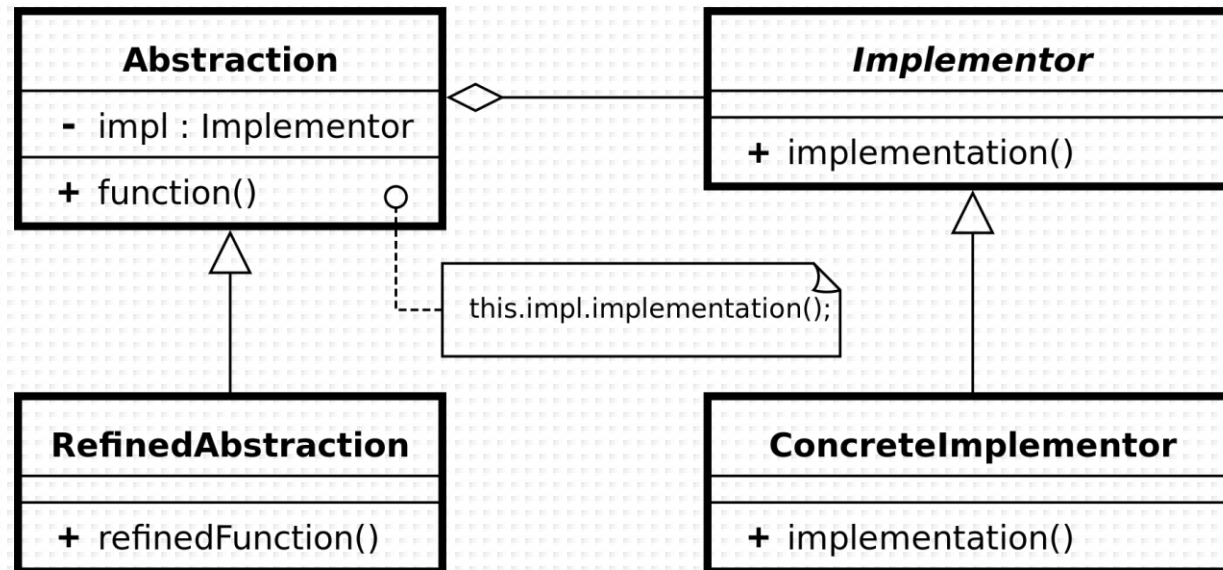 Abstraction
- impl : Implementor
+ function()
Implementor
+ implementation()
this.impl.implementation();
RefinedAbstraction
+ refinedFunction()
ConcreteImplementor
+ implementation()